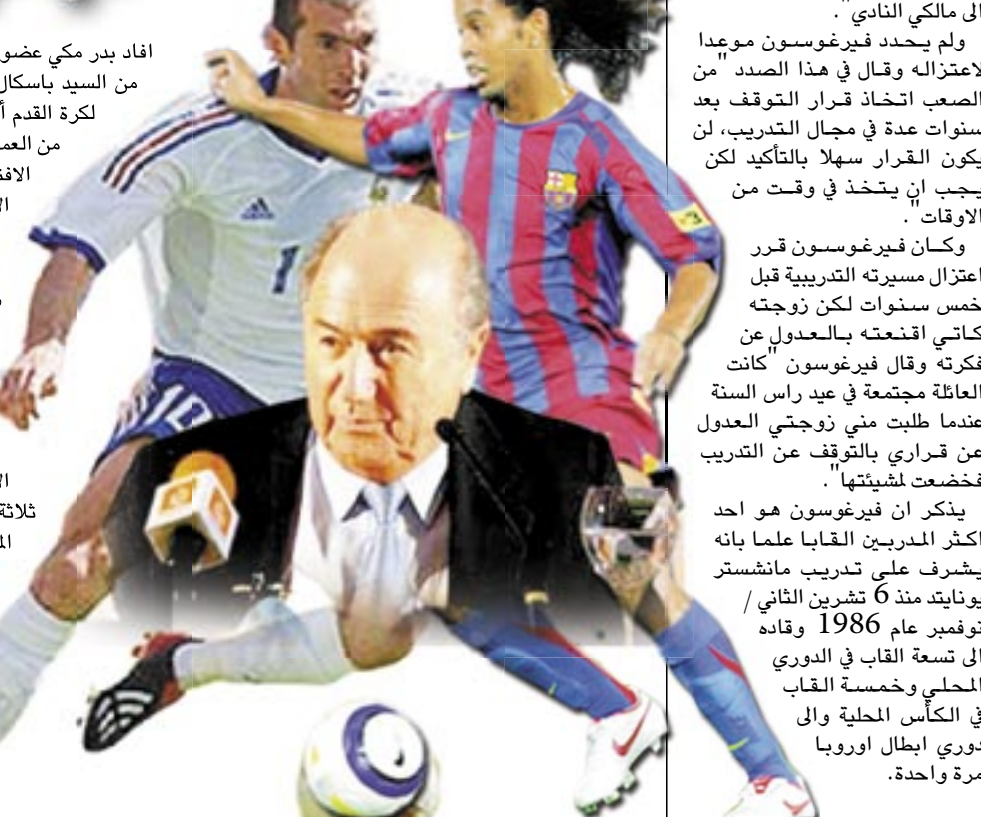 الى مالكي النادي".
ولم يحدد فيرغوسون موعدا
لاعتزاله وقال في هذا الصدد "من
الصعب اتخاذ قرار التوقف بعد
سنوات عدة في مجال التدريب، لن
يكون القرار سهلا بالتأكيد لكن
يجب ان يتخذ في وقت من
الاوقات".
وكان فيرغوسون قرر
اعتزال مسيرته التدريبية قبل
خمس سنوات لكن زوجته
كاتي اقنعته بالعدول عن
فكرته وقال فيرغوسون "كانت
العائلة مجتمعة في عيد راس السنة
عندما طلبت مني زوجتي العدول
عن قراري بالتوقف عن التدريب
فخضعت لمشيئتها".
يذكر ان فيرغوسون هو احد
اكثر المدربين القابا علما بانه
يشرف على تدريب مانشستر
يونايتد منذ 6 تشرين الثاني /
نوفمبر عام 1986 وقاده
الى تسعة القاب في الدوري
المحلي وخمسة القاب
في الكأس المحلية والى
دوري ابطال اوروبا
مرة واحدة.
افاد بدر مكي عضو
من السيد باسكال
لكرة القدم
من
ثلاثة